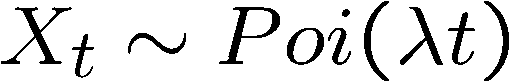 X_t ∼ Poi(λt)